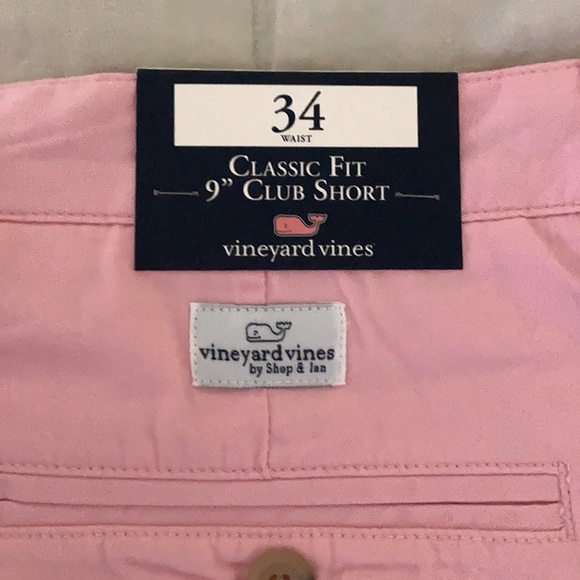 34
WAIST
CLASSIC FIT
9” CLUB SHORT
vineyard vines
vineyard vines
by Shep & Ian